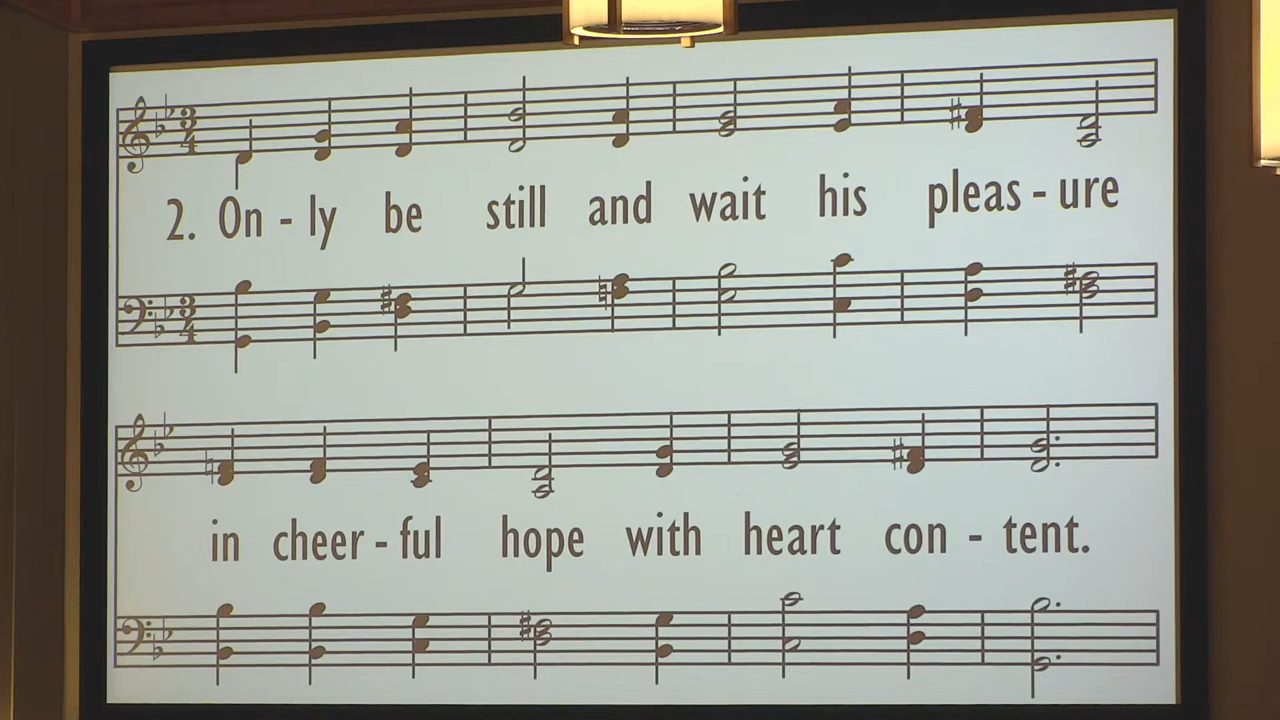 2. On - ly be still and wait his pleas - ure
in cheer - ful hope with heart con - tent.